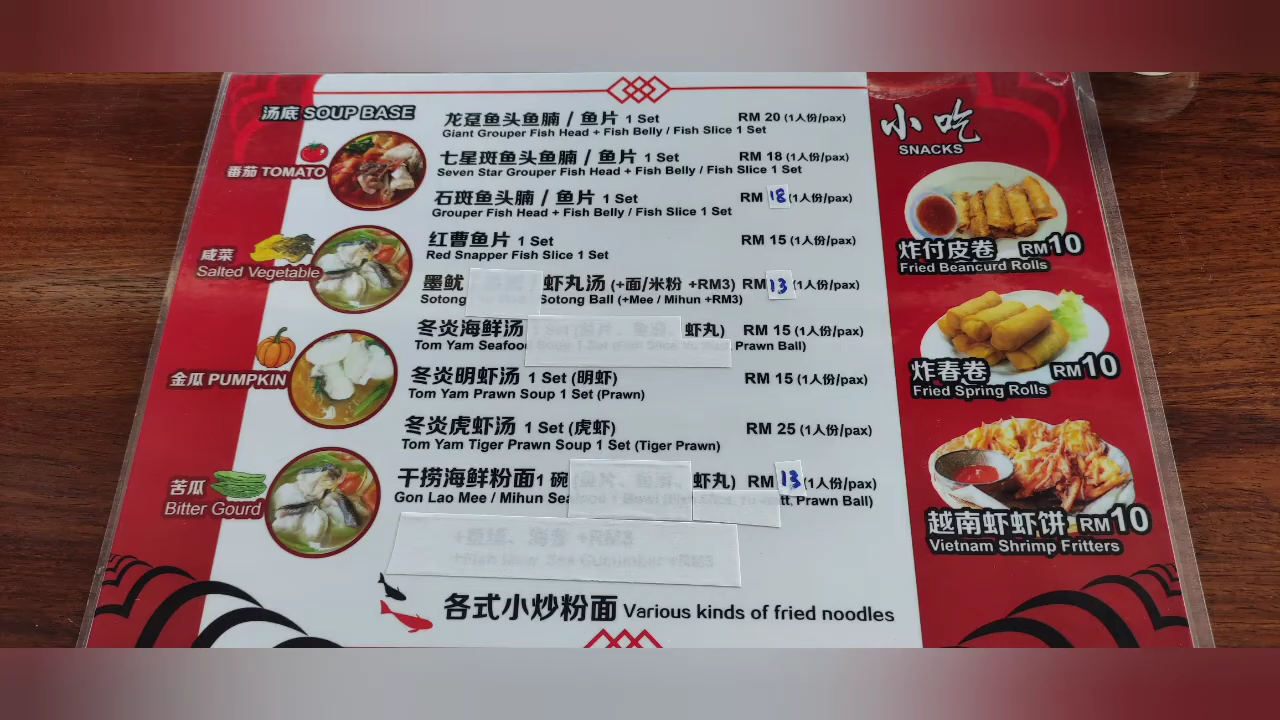 汤底 SOUP BASE
番茄 TOMATO
咸菜
Salted Vegetable
金瓜 PUMPKIN
苦瓜
Bitter Gourd
龙趸鱼头鱼腩 / 鱼片 1 Set RM 20 (1人份/pax)
Giant Grouper Fish Head + Fish Belly / Fish Slice 1 Set
七星斑鱼头鱼腩 / 鱼片 1 Set RM 18 (1人份/pax)
Seven Star Grouper Fish Head + Fish Belly / Fish Slice 1 Set
石斑鱼头腩 / 鱼片 1 Set RM 18 (1人份/pax)
Grouper Fish Head + Fish Belly / Fish Slice 1 Set
红曹鱼片 1 Set RM 15 (1人份/pax)
Red Snapper Fish Slice 1 Set
墨鱿 虾丸汤 (+面/米粉 +RM3) RM 13 (1人份/pax)
Sotong Sotong Ball (+Mee / Mihun +RM3)
冬炎海鲜汤 虾丸) RM 15 (1人份/pax)
Tom Yam Seafood Prawn Ball)
冬炎明虾汤 1 Set (明虾) RM 15 (1人份/pax)
Tom Yam Prawn Soup 1 Set (Prawn)
冬炎虎虾汤 1 Set (虎虾) RM 25 (1人份/pax)
Tom Yam Tiger Prawn Soup 1 Set (Tiger Prawn)
干捞海鲜粉面1 碗 虾丸) RM 13 (1人份/pax)
Gon Lao Mee / Mihun Prawn Ball)
+RM3
各式小炒粉面 Various kinds of fried noodles
小吃
SNACKS
炸付皮卷 RM10
Fried Beancurd Rolls
炸春卷 RM10
Fried Spring Rolls
越南虾虾饼 RM10
Vietnam Shrimp Fritters